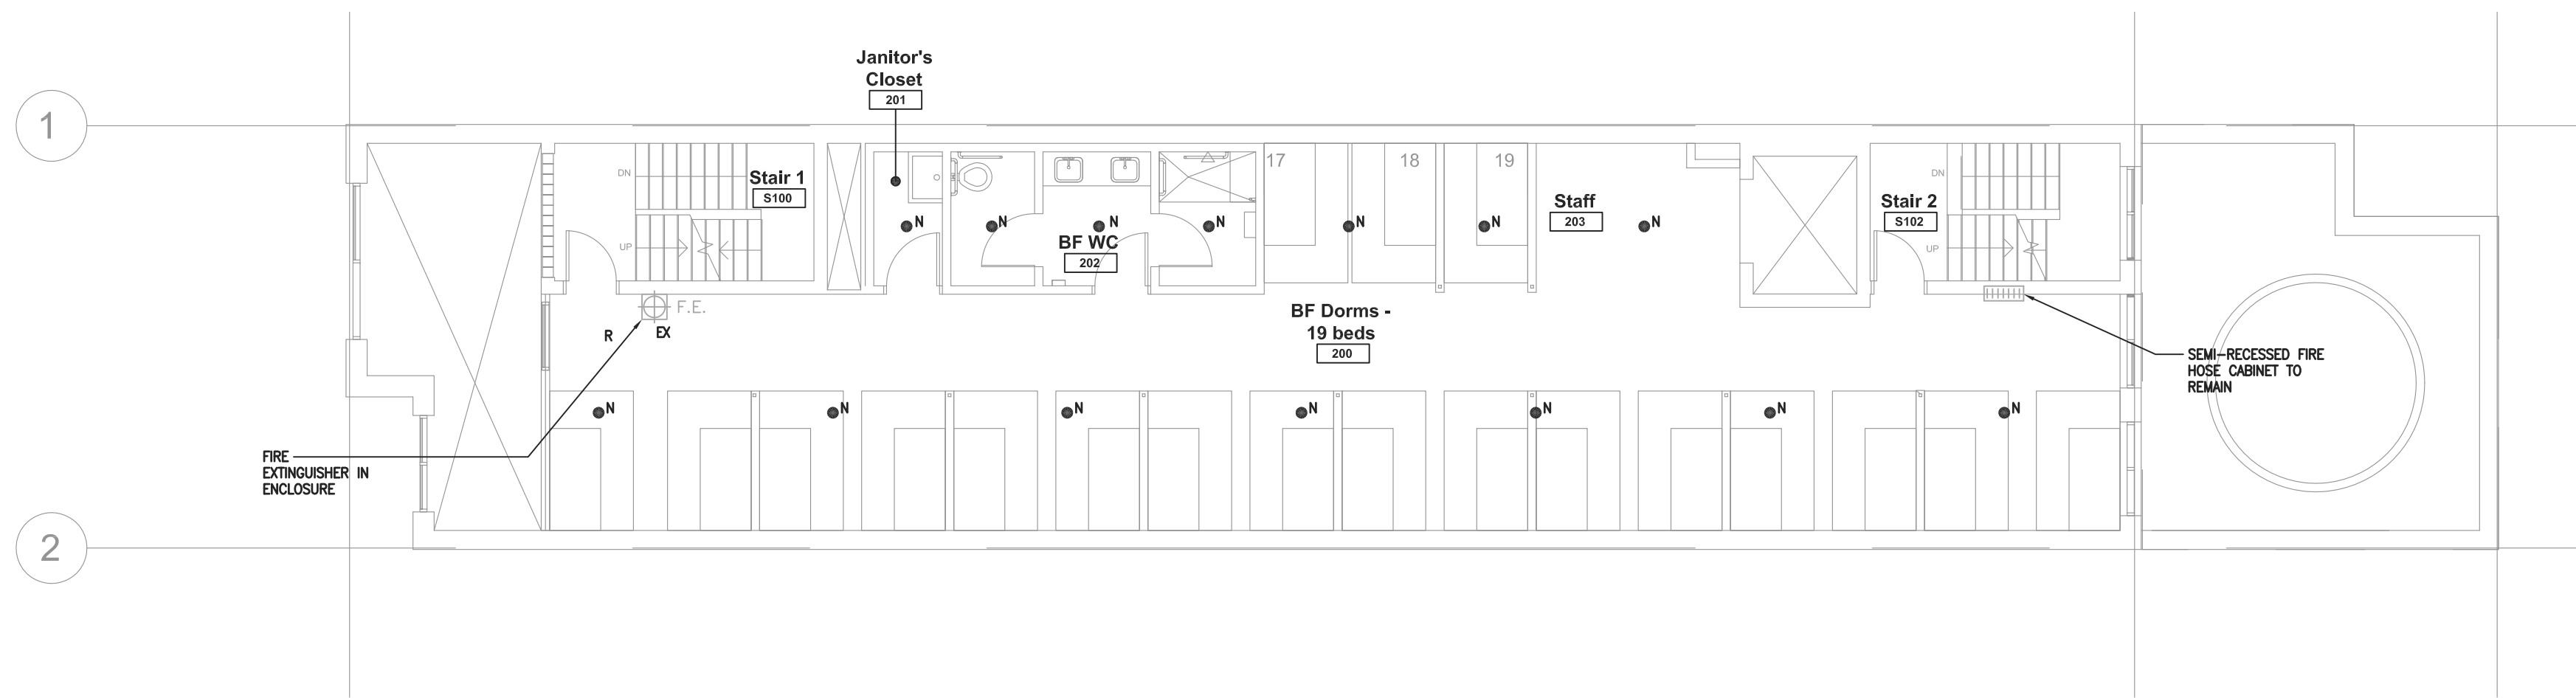 Janitor's
Closet
201
1
17
18
19
DN
Stair 1
S100
UP
N
N
N
N
BF WC
202
N
N
Staff
203
N
DN
Stair 2
S102
UP
F.E.
R
EX
BF Dorms -
19 beds
200
SEMI-RECESSED FIRE
HOSE CABINET TO
REMAIN
N
N
N
N
N
N
N
FIRE
EXTINGUISHER IN
ENCLOSURE
2